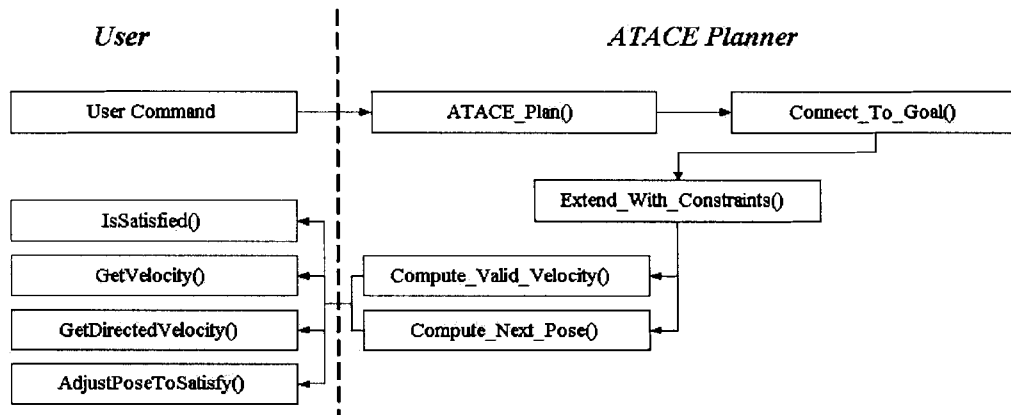 User
ATACE Planner
User Command
ATACE_Plan()
Connect_To_Goal()
Extend_With_Constraints()
IsSatisfied()
GetVelocity()
Compute_Valid_Velocity()
GetDirectedVelocity()
Compute_Next_Pose()
AdjustPoseToSatisfy()